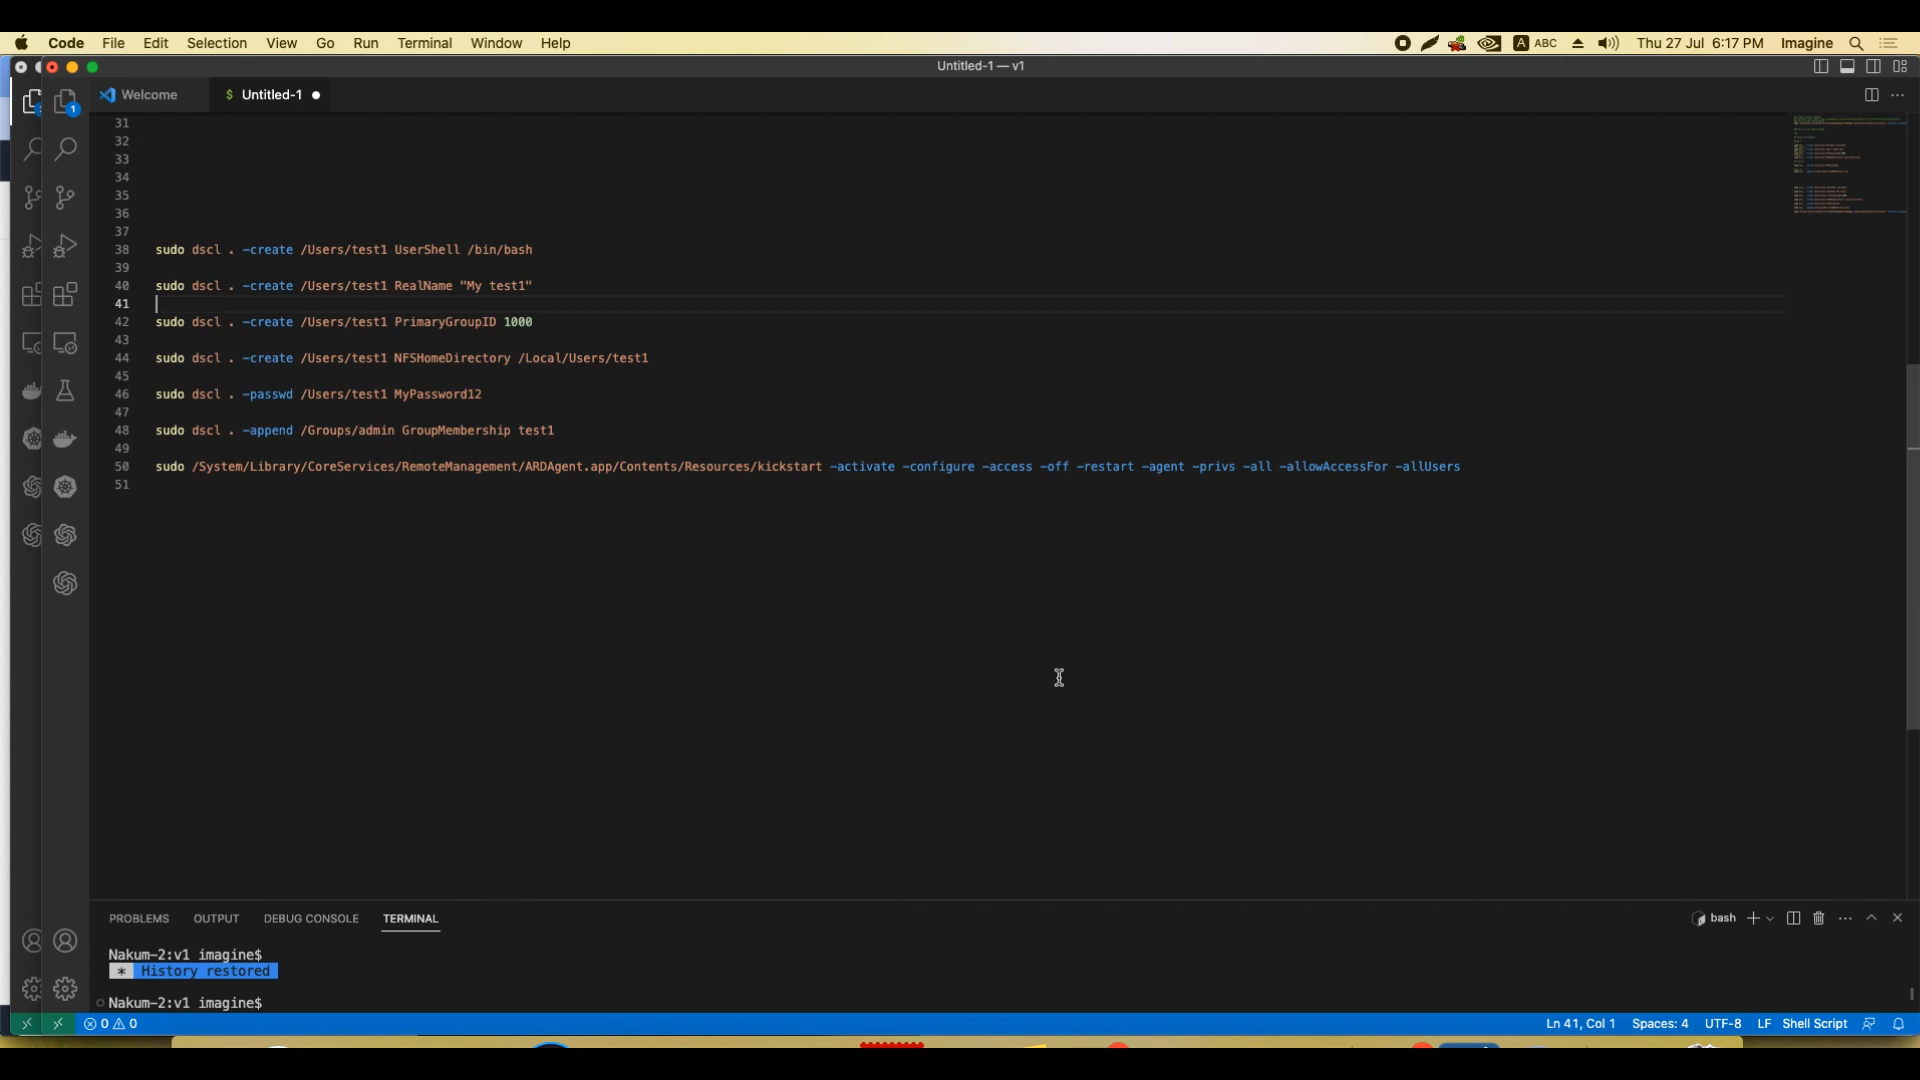 Code File Edit Selection View Go Run Terminal Window Help A ABC Thu 27 Jul 6:17 PM Imagine
Untitled-1 — v1
Welcome $ Untitled-1
1
31
32
33
34
35
36
37
38 sudo dscl . -create /Users/test1 UserShell /bin/bash
39
40 sudo dscl . -create /Users/test1 RealName "My test1"
41
42 sudo dscl . -create /Users/test1 PrimaryGroupID 1000
43
44 sudo dscl . -create /Users/test1 NFSHomeDirectory /Local/Users/test1
45
46 sudo dscl . -passwd /Users/test1 MyPassword12
47
48 sudo dscl . -append /Groups/admin GroupMembership test1
49
50 sudo /System/Library/CoreServices/RemoteManagement/ARDAgent.app/Contents/Resources/kickstart -activate -configure -access -off -restart -agent -privs -all -allowAccessFor -allUsers
51
PROBLEMS OUTPUT DEBUG CONSOLE TERMINAL bash
Nakum-2:v1 imagine$
* History restored
Nakum-2:v1 imagine$
0 0 Ln 41, Col 1 Spaces: 4 UTF-8 LF Shell Script